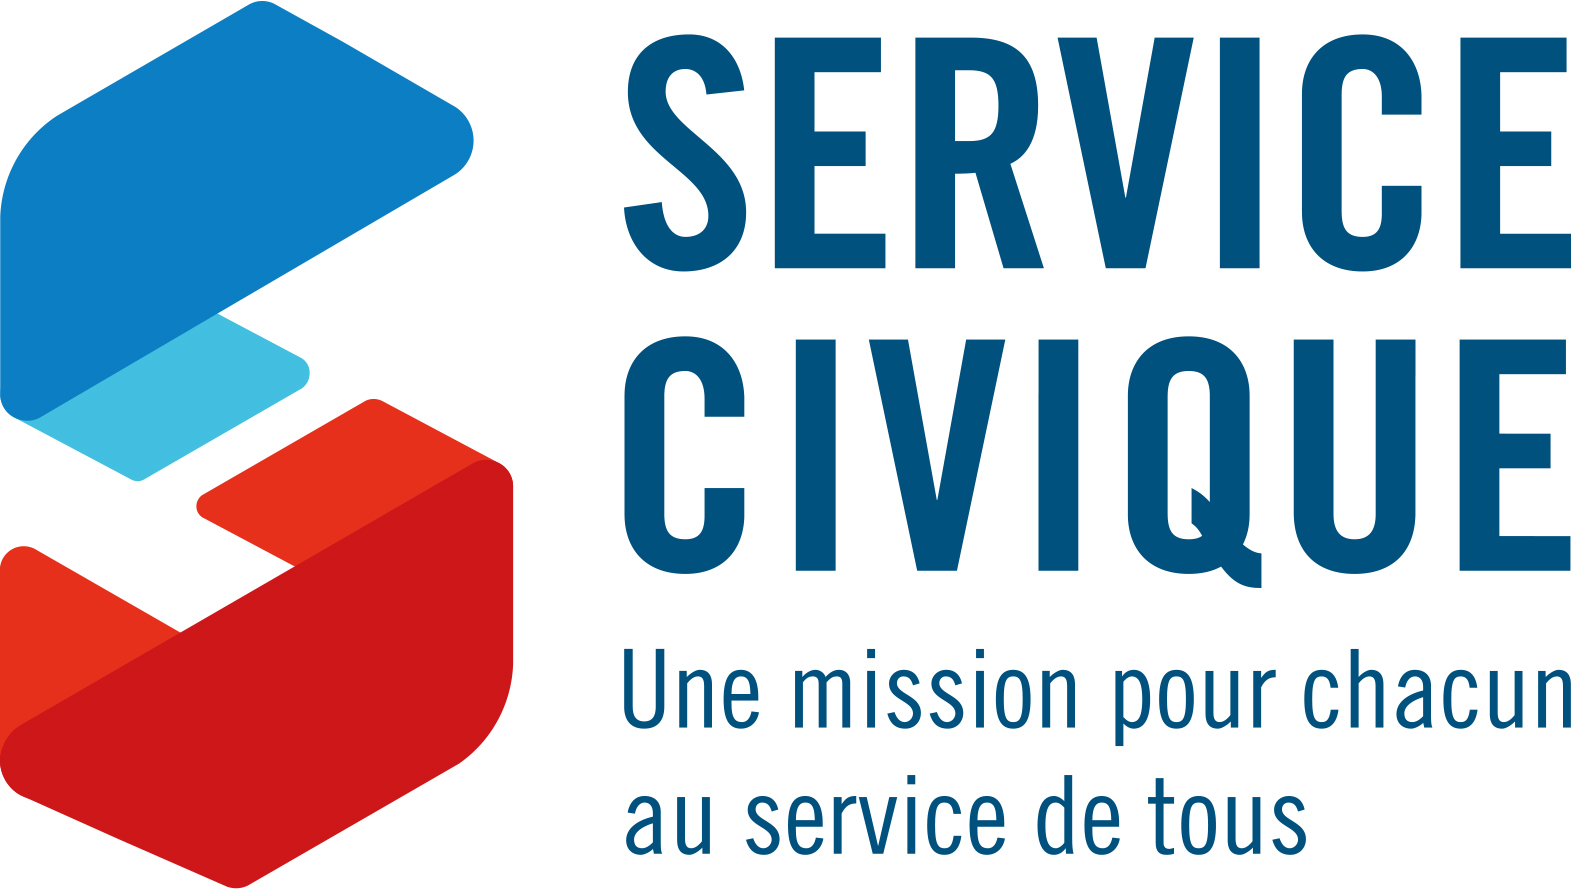 SERVICE
CIVIQUE
Une mission pour chacun
au service de tous